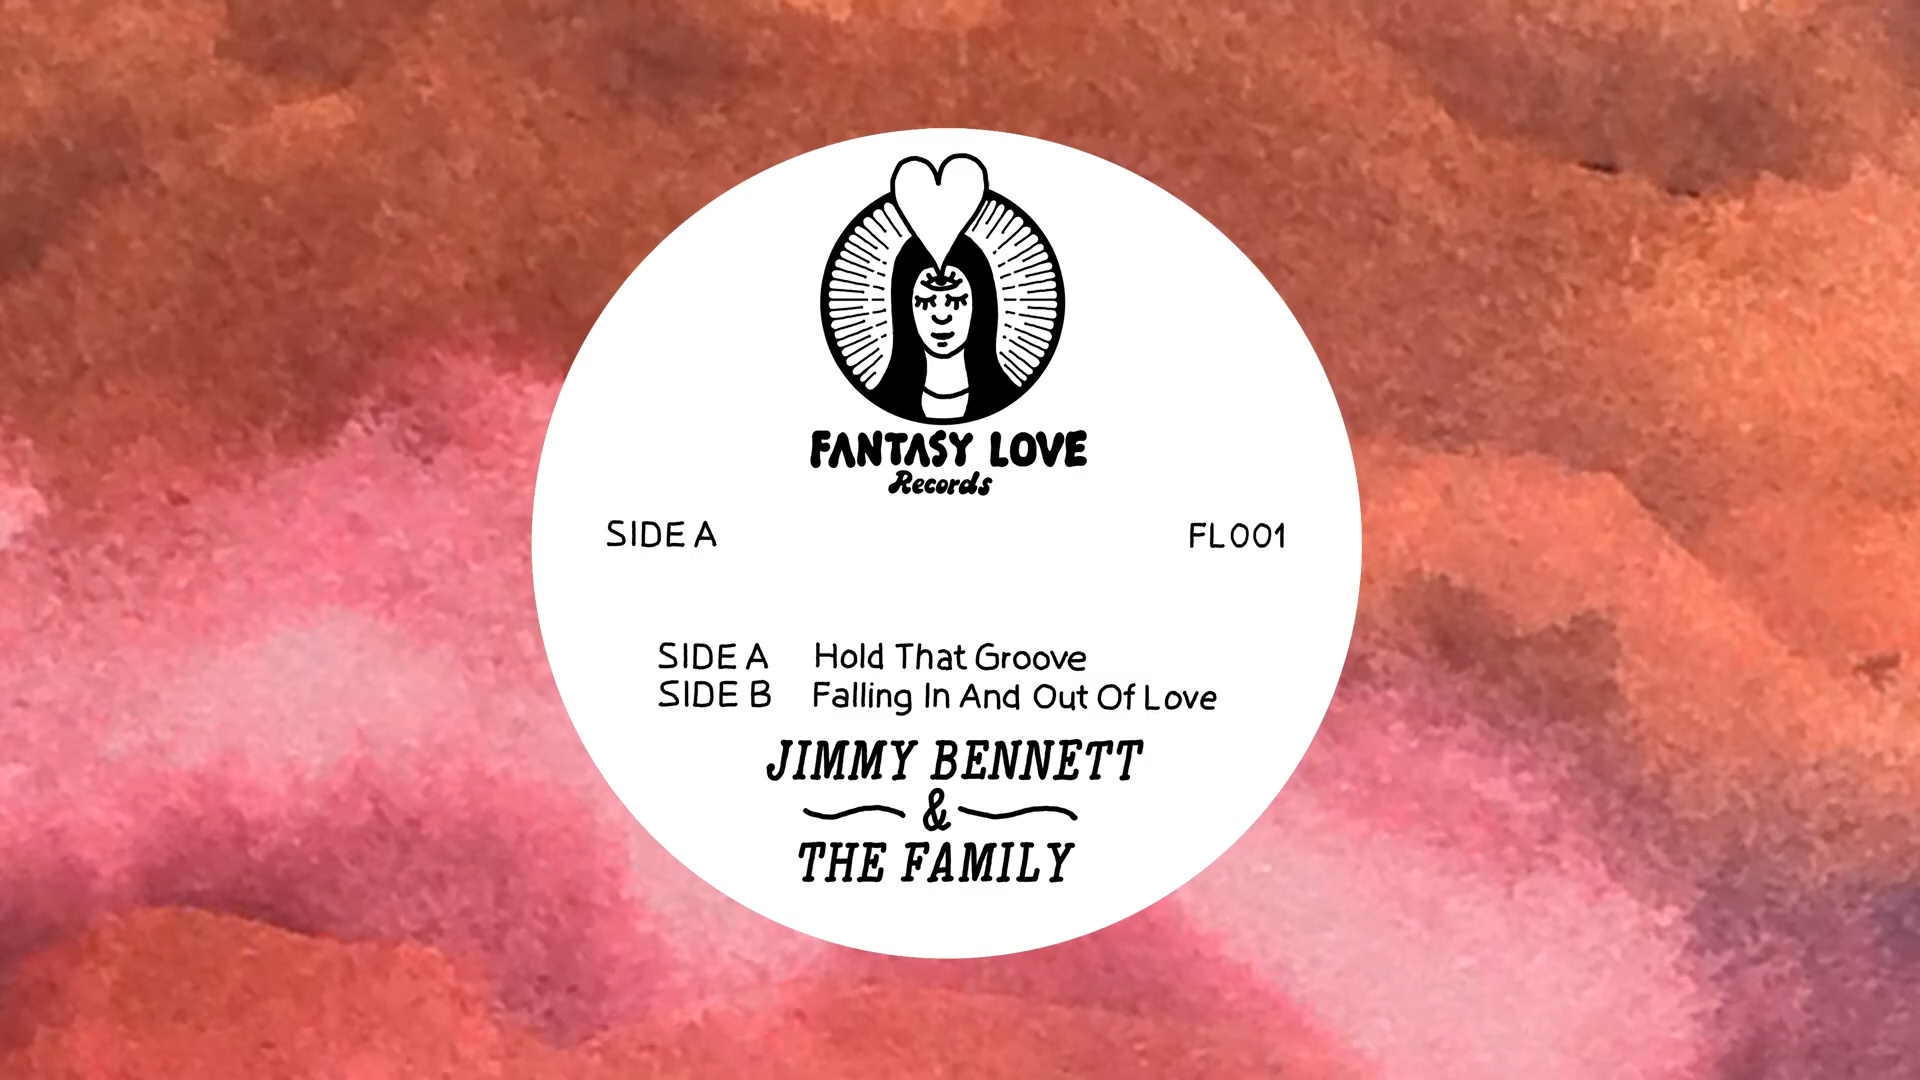 FANTASY LOVE
Records
SIDE A FL001
SIDE A Hold That Groove
SIDE B Falling In And Out Of Love
JIMMY BENNETT
&
THE FAMILY